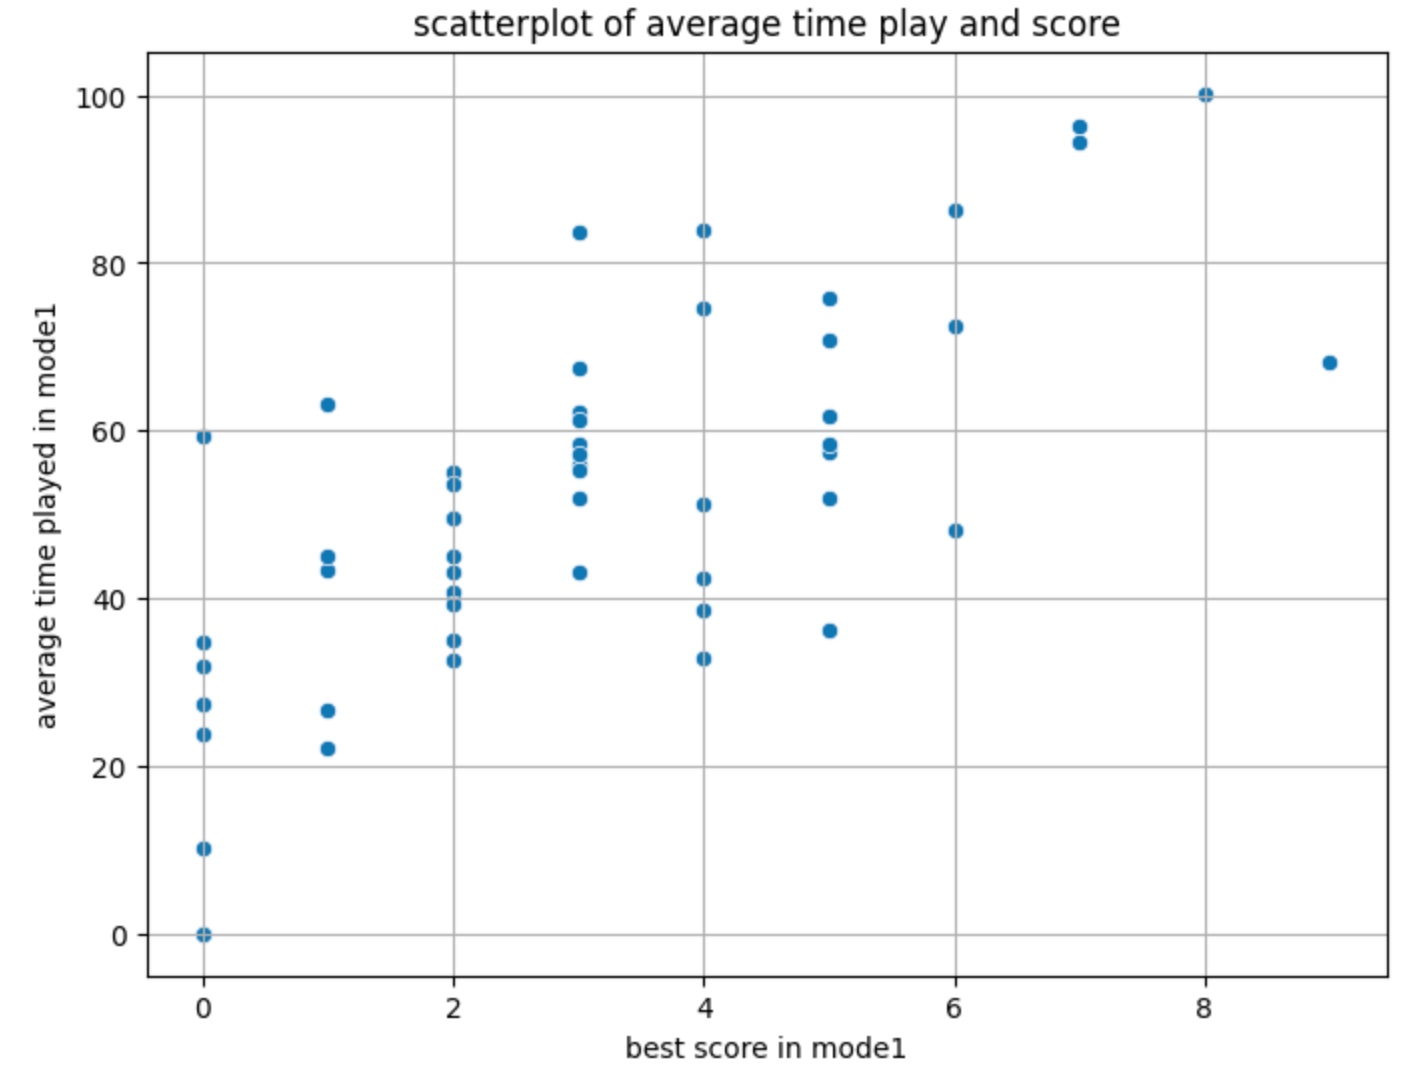 scatterplot of average time play and score
100
80
60
40
20
0
average time played in mode1
0 2 4 6 8
best score in mode1